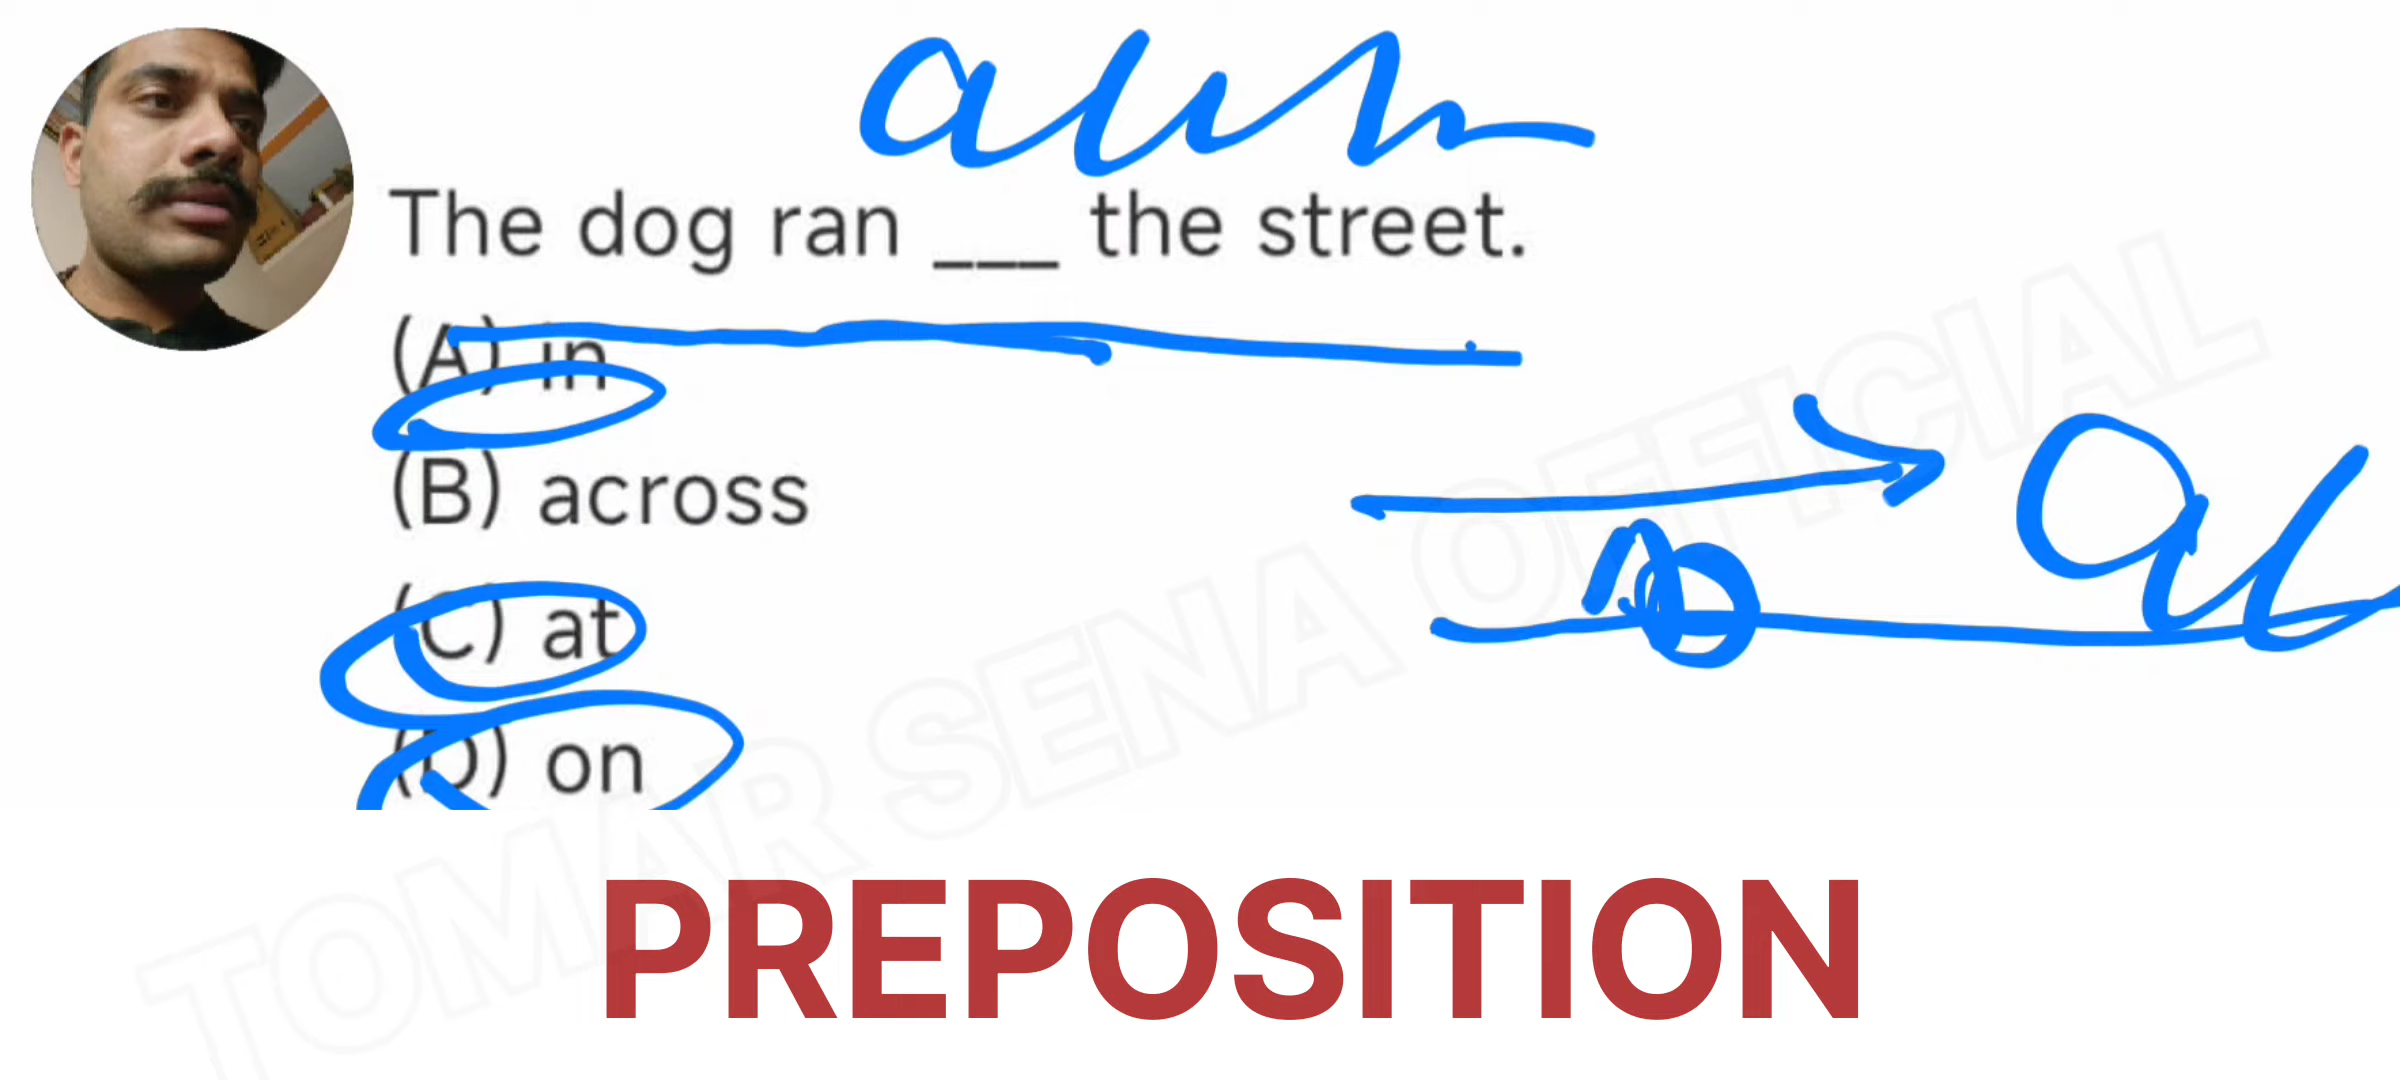 The dog ran ___ the street.
(A) in
(B) across
(C) at
(D) on
TOMAR SENA OFFICIAL
PREPOSITION